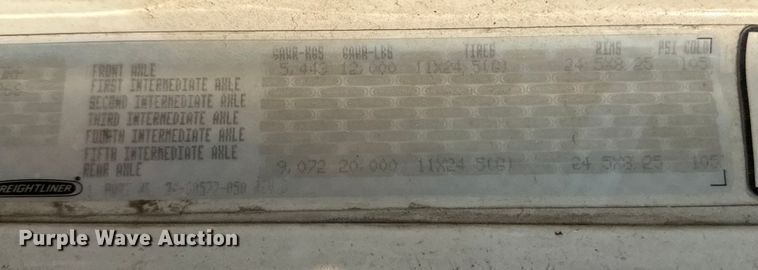 GAWR-KGS GAWR-LBS TIRES RIMS PSI COLD
FRONT AXLE 5,443 12,000 11X24.5(G) 24.5X8.25 105
FIRST INTERMEDIATE AXLE
SECOND INTERMEDIATE AXLE
THIRD INTERMEDIATE AXLE
FOURTH INTERMEDIATE AXLE
FIFTH INTERMEDIATE AXLE
REAR AXLE 9,072 20,000 11X24.5(G) 24.5X8.25 105
FREIGHTLINER
Purple Wave Auction